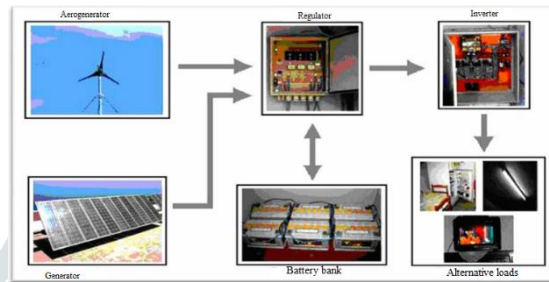 Aerogenerator
Regulator
Inverter
Generator
Battery bank
Alternative loads